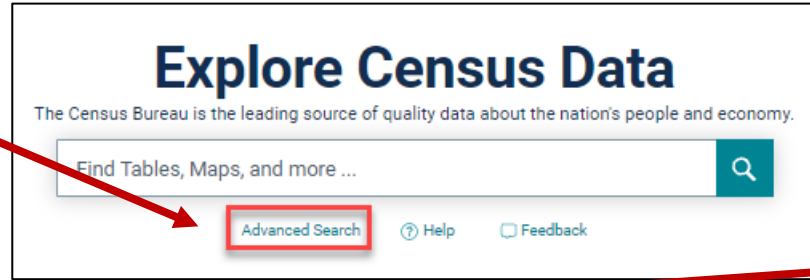 Explore Census Data
The Census Bureau is the leading source of quality data about the nation's people and economy.
Find Tables, Maps, and more ...
Advanced Search ? Help Feedback